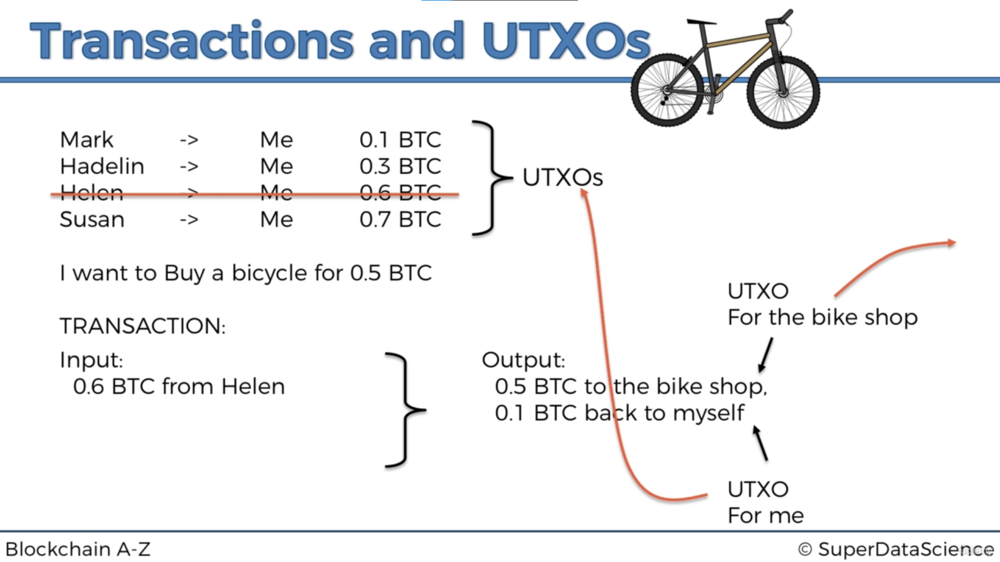 Transactions and UTXOs
Mark -> Me 0.1 BTC
Hadelin -> Me 0.3 BTC
Helen -> Me 0.6 BTC
Susan -> Me 0.7 BTC
UTXOs
I want to Buy a bicycle for 0.5 BTC
UTXO
For the bike shop
TRANSACTION:
Input:
0.6 BTC from Helen
Output:
0.5 BTC to the bike shop,
0.1 BTC back to myself
UTXO
For me
Blockchain A-Z
© SuperDataScience